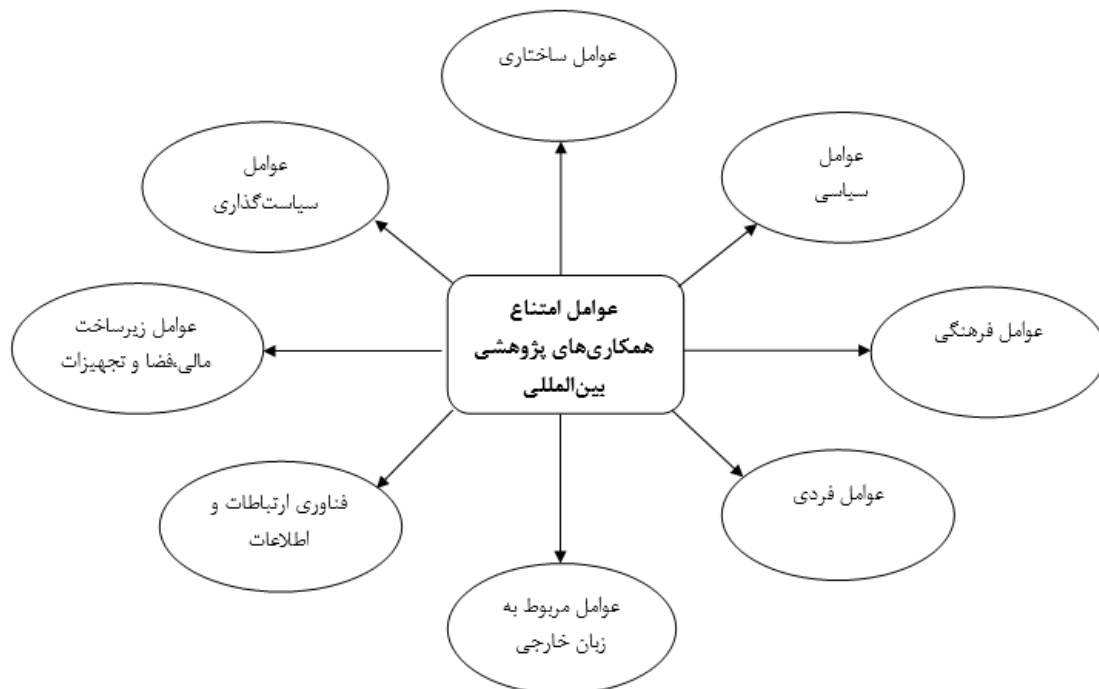 عوامل ساختاری
عوامل
سیاسی
عوامل
سیاست‌گذاری
عوامل امتناع
همکاری‌های پژوهشی
بین‌المللی
عوامل فرهنگی
عوامل زیرساخت
مالی،فضا و تجهیزات
عوامل فردی
فناوری ارتباطات و
اطلاعات
عوامل مربوط به
زبان خارجی